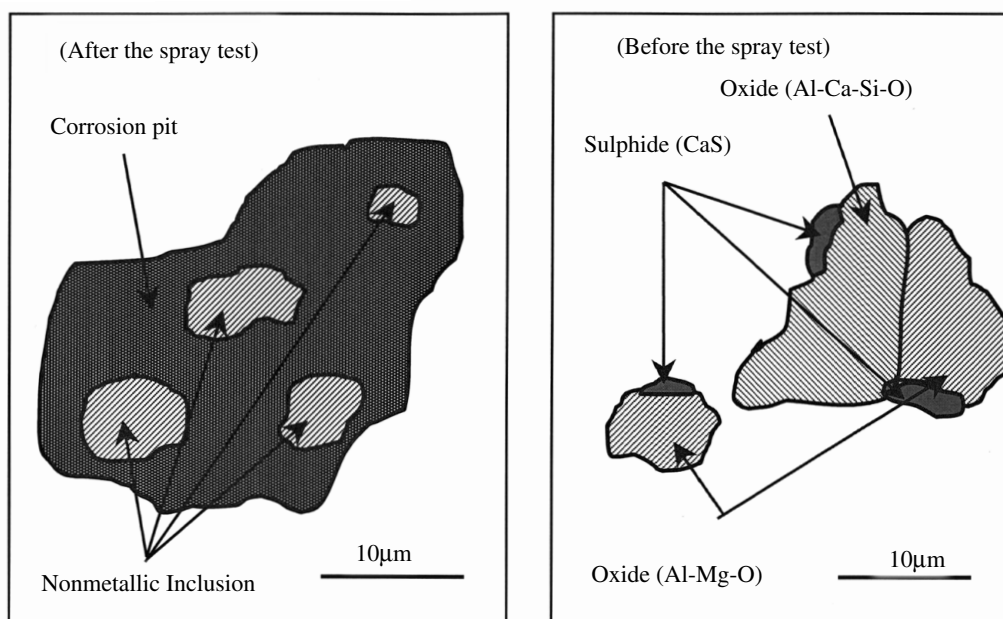 (After the spray test)
Corrosion pit
Nonmetallic Inclusion
10μm
(Before the spray test)
Oxide (Al-Ca-Si-O)
Sulphide (CaS)
Oxide (Al-Mg-O)
10μm